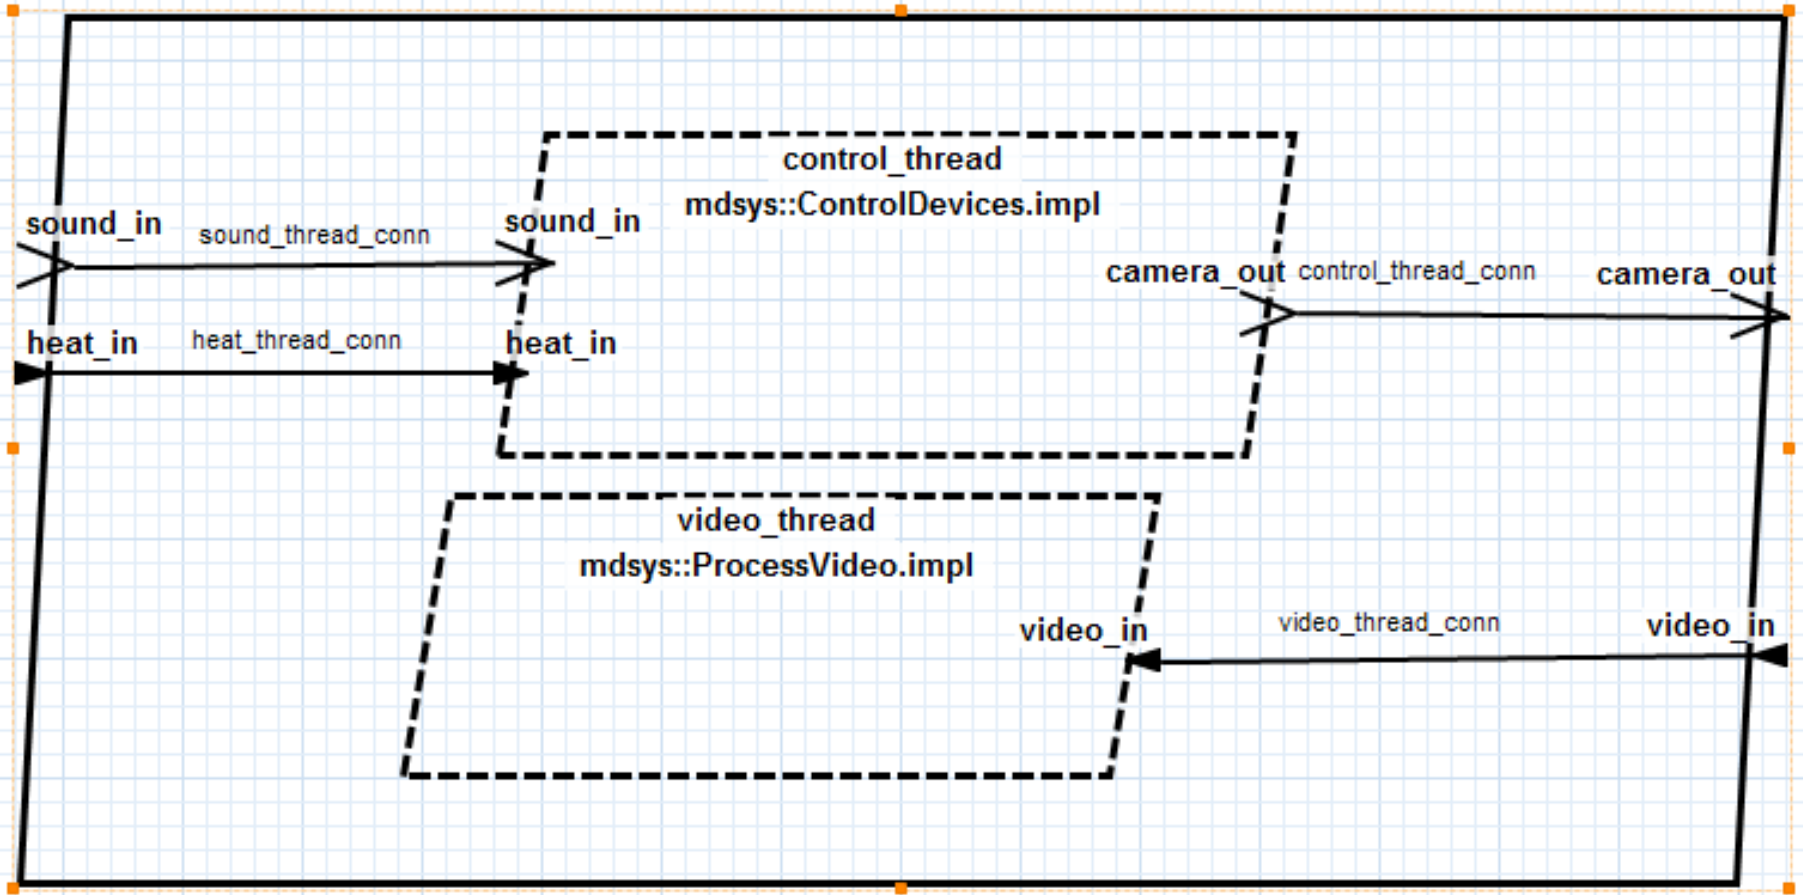 control_thread
mdsys::ControlDevices.impl
sound_in
sound_thread_conn
sound_in
camera_out
control_thread_conn
camera_out
heat_in
heat_thread_conn
heat_in
video_thread
mdsys::ProcessVideo.impl
video_in
video_thread_conn
video_in